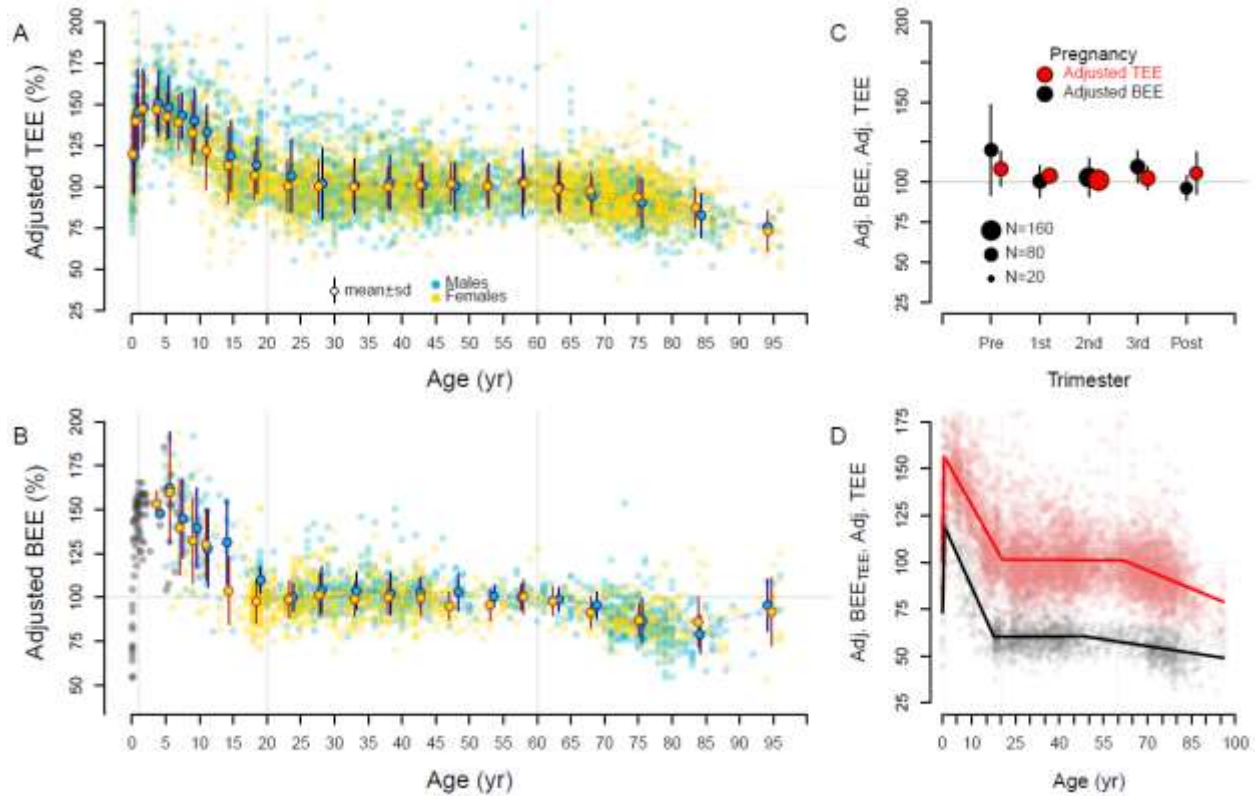 A
Adjusted TEE (%)
200
175
150
125
100
75
50
25
mean±sd
Males
Females
0 5 10 15 20 25 30 35 40 45 50 55 60 65 70 75 80 85 90 95
Age (yr)
C
Adj. BEE, Adj. TEE
200
150
100
75
50
25
Pregnancy
Adjusted TEE
Adjusted BEE
N=160
N=80
N=20
Pre 1st 2nd 3rd Post
Trimester
B
Adjusted BEE (%)
200
175
150
125
100
75
50
0 5 10 15 20 25 30 35 40 45 50 55 60 65 70 75 80 85 90 95
Age (yr)
D
Adj. BEETEE, Adj. TEE
175
150
125
100
75
50
25
0 10 25 40 55 70 85 100
Age (yr)